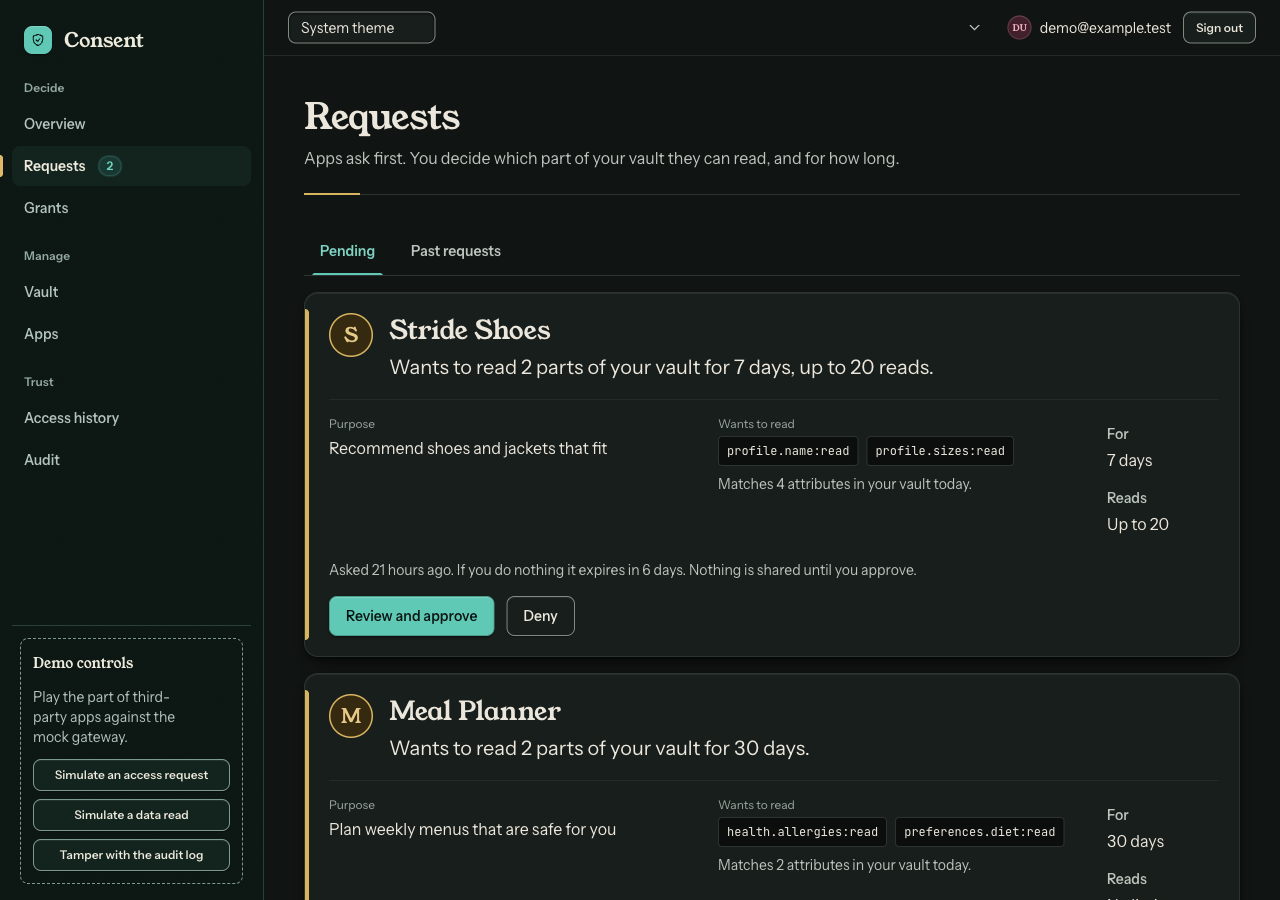 Consent
Decide
Overview
Requests 2
Grants
Manage
Vault
Apps
Trust
Access history
Audit
Demo controls
Play the part of third-
party apps against the
mock gateway.
Simulate an access request
Simulate a data read
Tamper with the audit log
System theme
DU demo@example.test Sign out
Requests
Apps ask first. You decide which part of your vault they can read, and for how long.
Pending Past requests
S Stride Shoes
Wants to read 2 parts of your vault for 7 days, up to 20 reads.
Purpose
Recommend shoes and jackets that fit
Wants to read
profile.name:read profile.sizes:read
Matches 4 attributes in your vault today.
For
7 days
Reads
Up to 20
Asked 21 hours ago. If you do nothing it expires in 6 days. Nothing is shared until you approve.
Review and approve Deny
M Meal Planner
Wants to read 2 parts of your vault for 30 days.
Purpose
Plan weekly menus that are safe for you
Wants to read
health.allergies:read preferences.diet:read
Matches 2 attributes in your vault today.
For
30 days
Reads